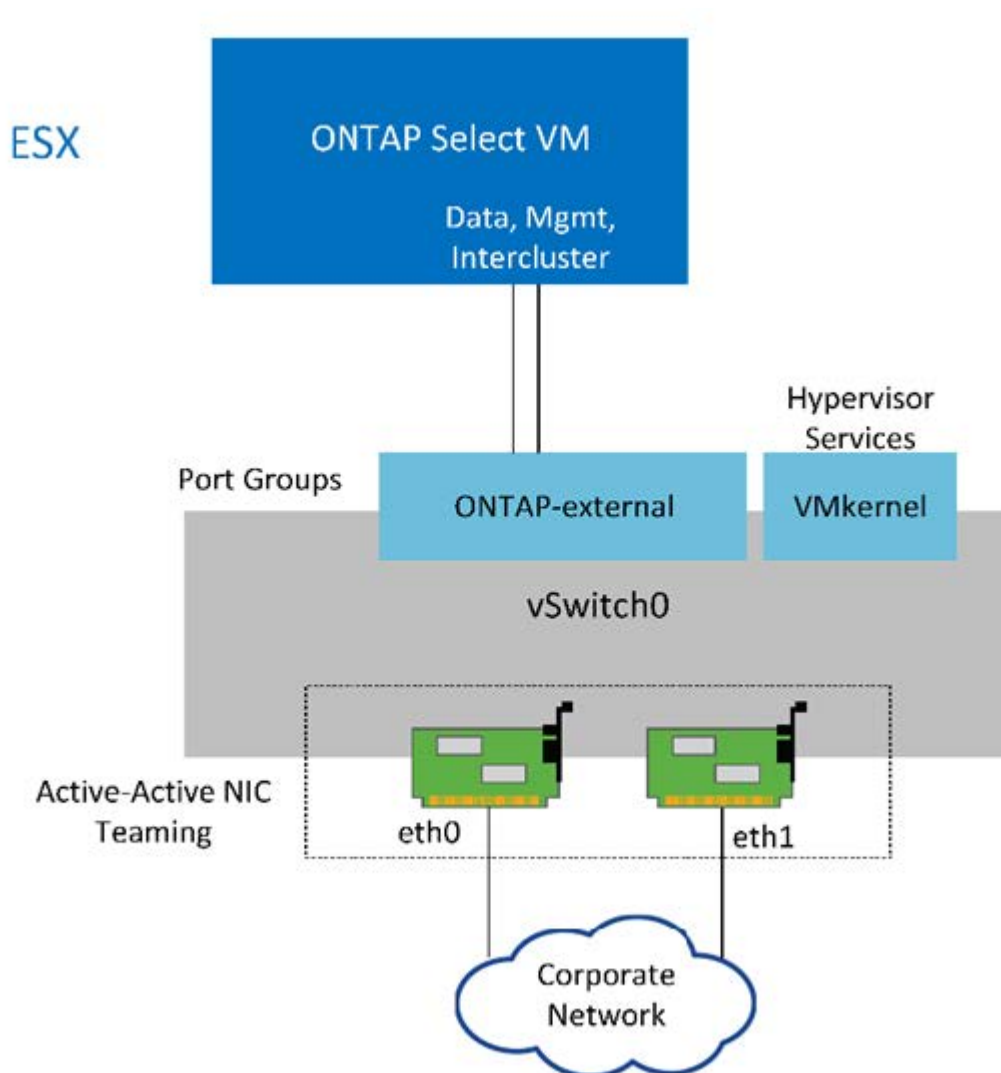 ESX
ONTAP Select VM
Data, Mgmt,
Intercluster
Hypervisor
Services
Port Groups
ONTAP-external
VMkernel
vSwitch0
Active-Active NIC
Teaming
eth0
eth1
Corporate
Network